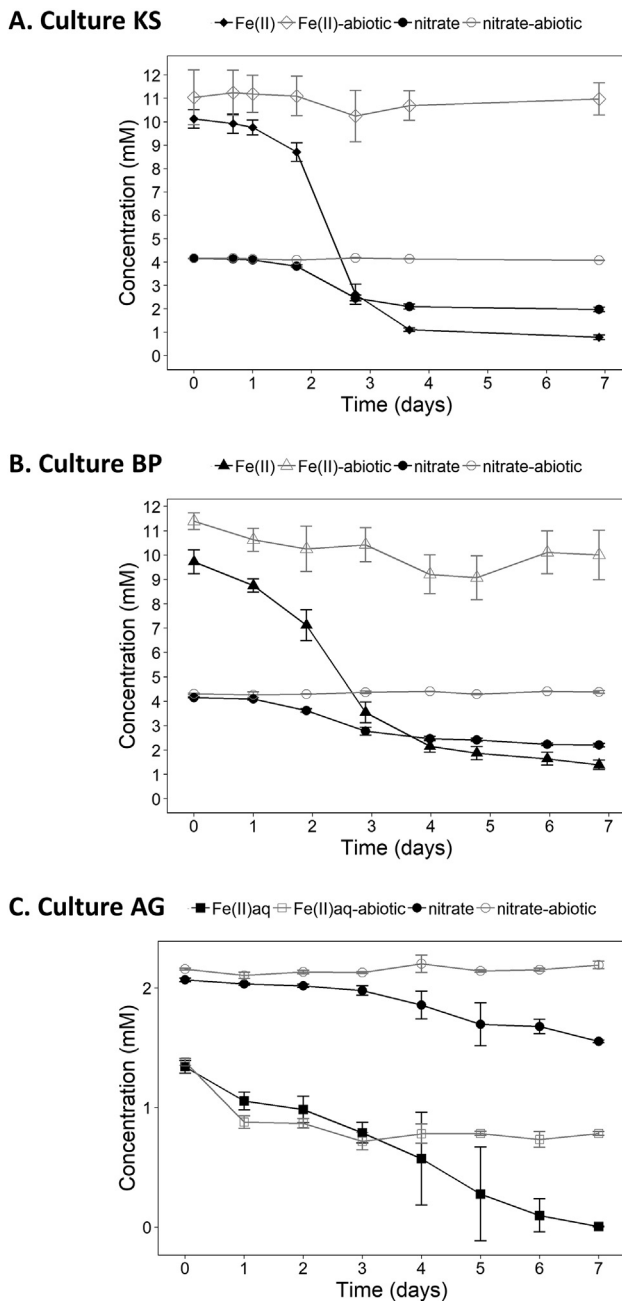 A. Culture KS
Fe(II) Fe(II)-abiotic nitrate nitrate-abiotic
Concentration (mM)
12
11
10
9
8
7
6
5
4
3
2
1
0
0 1 2 3 4 5 6 7
Time (days)
B. Culture BP
Fe(II) Fe(II)-abiotic nitrate nitrate-abiotic
Concentration (mM)
12
11
10
9
8
7
6
5
4
3
2
1
0
0 1 2 3 4 5 6 7
Time (days)
C. Culture AG
Fe(II)aq Fe(II)aq-abiotic nitrate nitrate-abiotic
Concentration (mM)
2
1
0
0 1 2 3 4 5 6 7
Time (days)